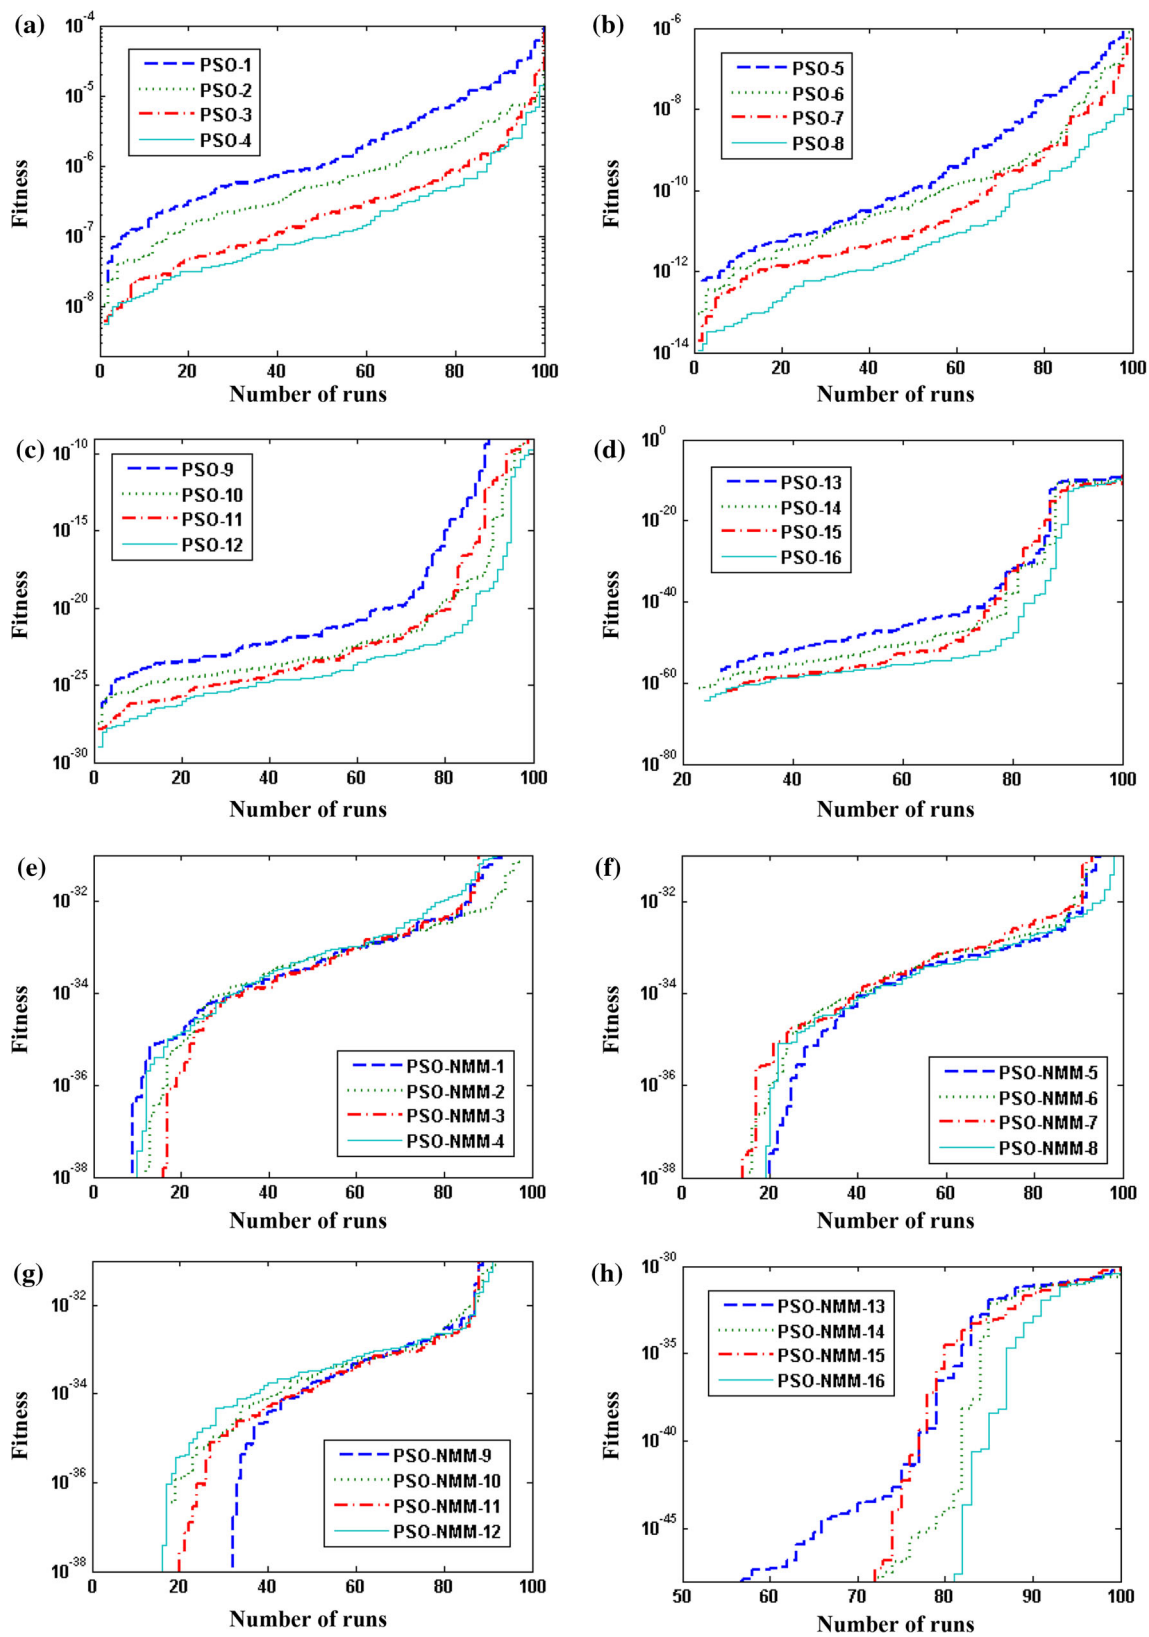 (a)
Fitness
10^-4
10^-5
10^-6
10^-7
10^-8
PSO-1
PSO-2
PSO-3
PSO-4
0 20 40 60 80 100
Number of runs
(b)
Fitness
10^-6
10^-8
10^-10
10^-12
10^-14
PSO-5
PSO-6
PSO-7
PSO-8
0 20 40 60 80 100
Number of runs
(c)
Fitness
10^-10
10^-15
10^-20
10^-25
10^-30
PSO-9
PSO-10
PSO-11
PSO-12
0 20 40 60 80 100
Number of runs
(d)
Fitness
10^0
10^-20
10^-40
10^-60
10^-80
PSO-13
PSO-14
PSO-15
PSO-16
20 40 60 80 100
Number of runs
(e)
Fitness
10^-32
10^-34
10^-36
10^-38
PSO-NMM-1
PSO-NMM-2
PSO-NMM-3
PSO-NMM-4
0 20 40 60 80 100
Number of runs
(f)
Fitness
10^-32
10^-34
10^-36
10^-38
PSO-NMM-5
PSO-NMM-6
PSO-NMM-7
PSO-NMM-8
0 20 40 60 80 100
Number of runs
(g)
Fitness
10^-32
10^-34
10^-36
10^-38
PSO-NMM-9
PSO-NMM-10
PSO-NMM-11
PSO-NMM-12
0 20 40 60 80 100
Number of runs
(h)
Fitness
10^-30
10^-35
10^-40
10^-45
PSO-NMM-13
PSO-NMM-14
PSO-NMM-15
PSO-NMM-16
50 60 70 80 90 100
Number of runs